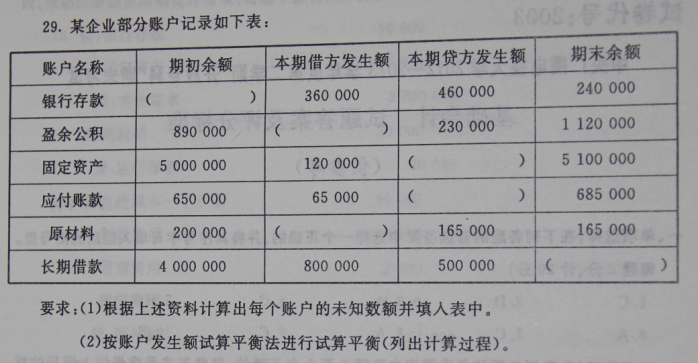 29. 某企业部分账户记录如下表：
账户名称 期初余额 本期借方发生额 本期贷方发生额 期末余额
银行存款 （ ） 360 000 460 000 240 000
盈余公积 890 000 （ ） 230 000 1 120 000
固定资产 5 000 000 120 000 （ ） 5 100 000
应付账款 650 000 65 000 （ ） 685 000
原材料 200 000 （ ） 165 000 165 000
长期借款 4 000 000 800 000 500 000 （ ）
要求：(1)根据上述资料计算出每个账户的未知数额并填入表中。
(2)按账户发生额试算平衡法进行试算平衡(列出计算过程)。